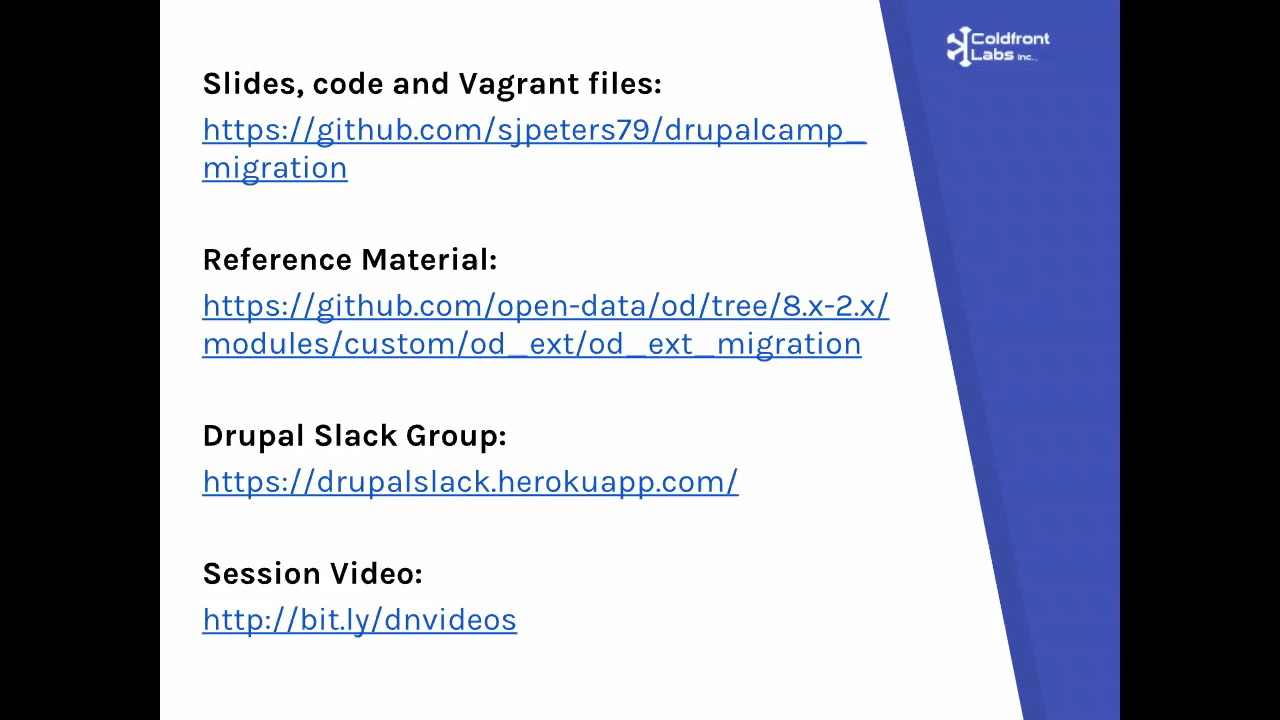 Coldfront
Labs Inc.
Slides, code and Vagrant files:
https://github.com/sjpeters79/drupalcamp_
migration
Reference Material:
https://github.com/open-data/od/tree/8.x-2.x/
modules/custom/od_ext/od_ext_migration
Drupal Slack Group:
https://drupalslack.herokuapp.com/
Session Video:
http://bit.ly/dnvideos